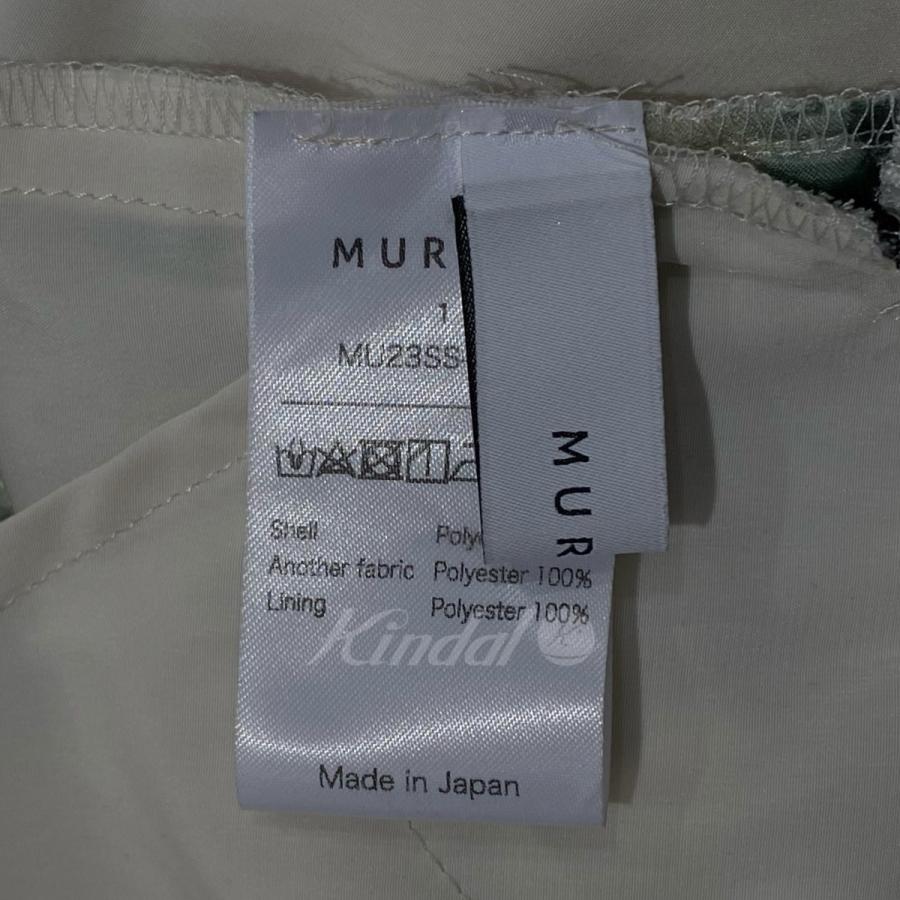 MUR
1
MU23SS
Shell
Another fabric Polyester 100%
Lining Polyester 100%
Kindal
Made in Japan
MUR